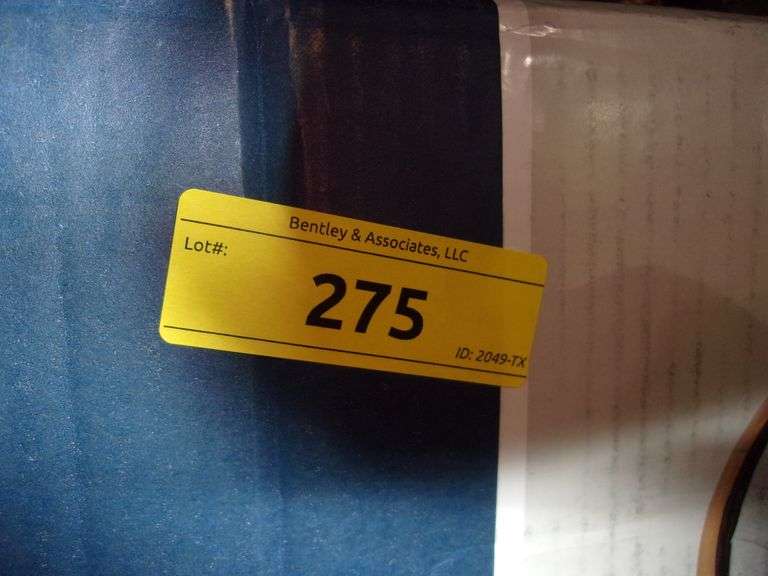 Bentley & Associates, LLC
Lot#:
275
ID: 2049-TX